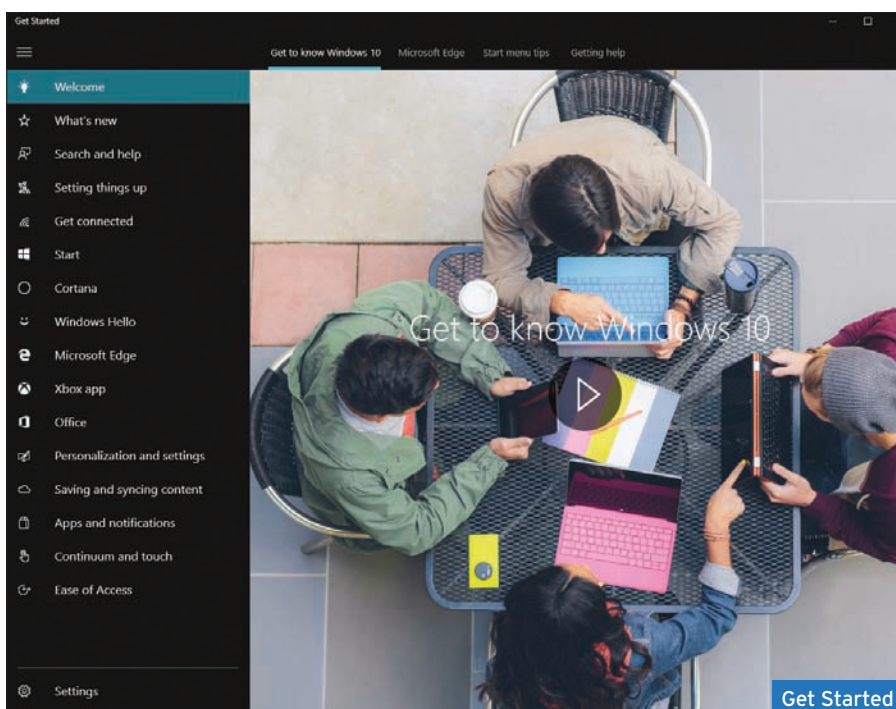 Get Started
Get to know Windows 10 Microsoft Edge Start menu tips Getting help
Welcome
What's new
Search and help
Setting things up
Get connected
Start
Cortana
Windows Hello
Microsoft Edge
Xbox app
Office
Personalization and settings
Saving and syncing content
Apps and notifications
Continuum and touch
Ease of Access
Settings
Get to know Windows 10
Get Started